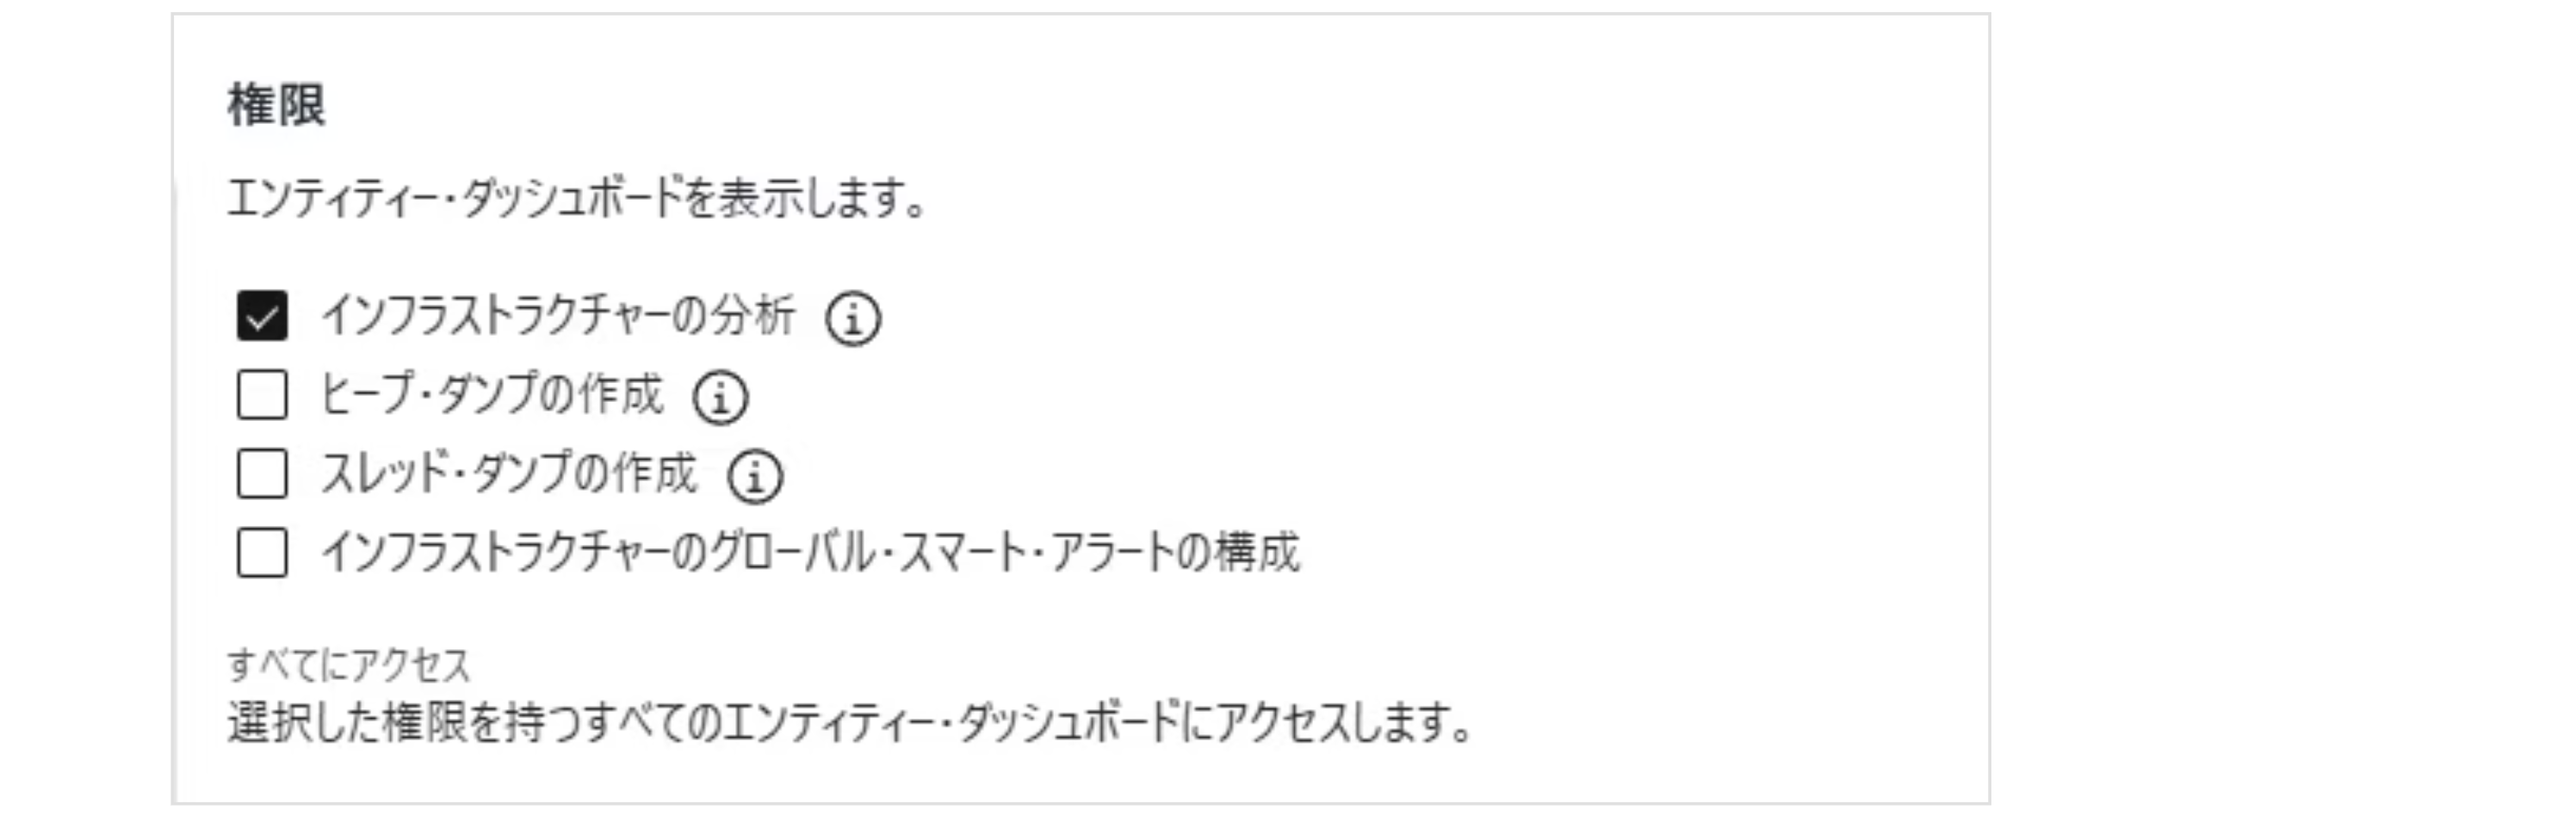 権限
エンティティー・ダッシュボードを表示します。
インフラストラクチャーの分析
ヒープ・ダンプの作成
スレッド・ダンプの作成
インフラストラクチャーのグローバル・スマート・アラートの構成
すべてにアクセス
選択した権限を持つすべてのエンティティー・ダッシュボードにアクセスします。